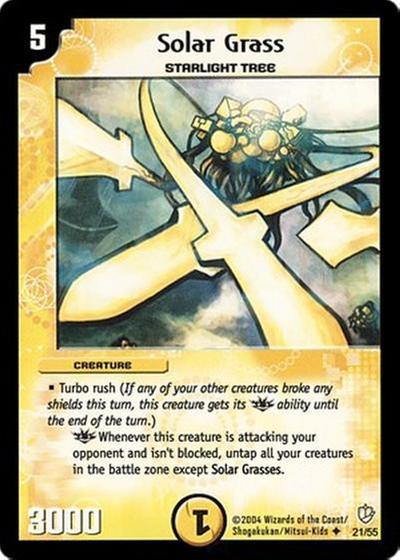 5
Solar Grass
STARLIGHT TREE
CREATURE
▪ Turbo rush (If any of your other creatures broke any
shields this turn, this creature gets its ability until
the end of the turn.)
Whenever this creature is attacking your
opponent and isn't blocked, untap all your creatures
in the battle zone except Solar Grasses.
3000
1
©2004 Wizards of the Coast/
Shogakukan/Mitsui-Kids ✦ 21/55